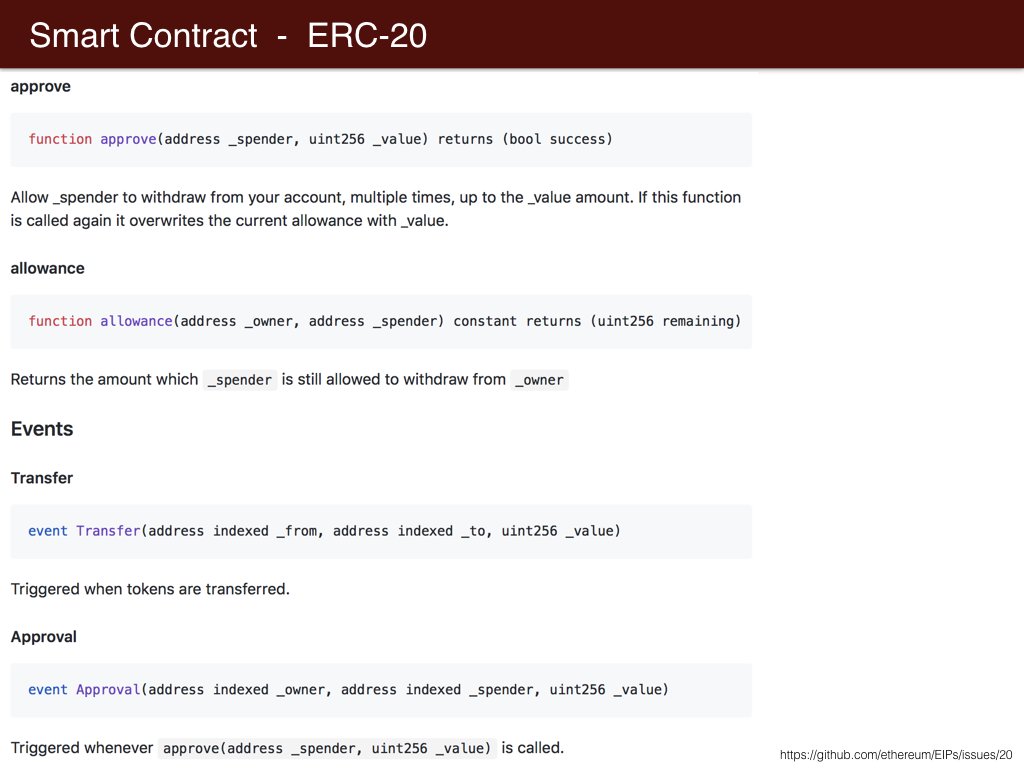 Smart Contract - ERC-20
approve
function approve(address _spender, uint256 _value) returns (bool success)
Allow _spender to withdraw from your account, multiple times, up to the _value amount. If this function
is called again it overwrites the current allowance with _value.
allowance
function allowance(address _owner, address _spender) constant returns (uint256 remaining)
Returns the amount which _spender is still allowed to withdraw from _owner
Events
Transfer
event Transfer(address indexed _from, address indexed _to, uint256 _value)
Triggered when tokens are transferred.
Approval
event Approval(address indexed _owner, address indexed _spender, uint256 _value)
Triggered whenever approve(address _spender, uint256 _value) is called.
https://github.com/ethereum/EIPs/issues/20